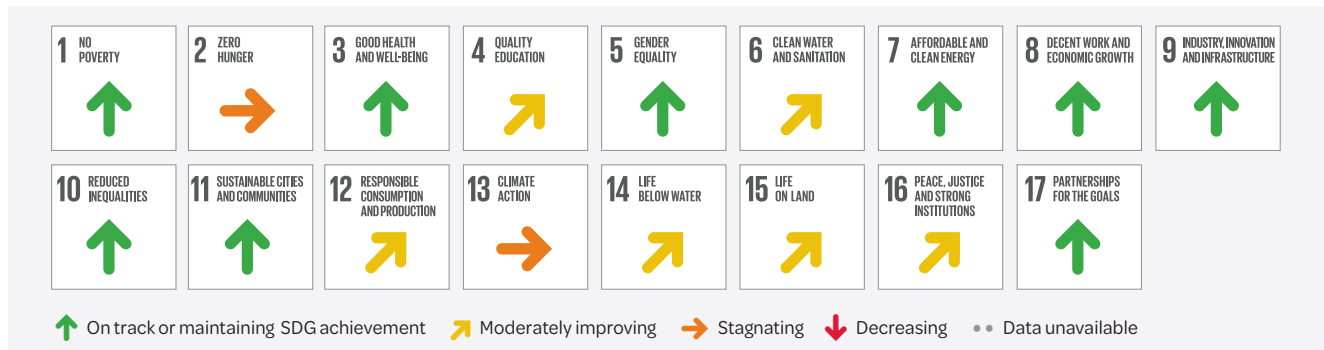 1 NO
POVERTY
2 ZERO
HUNGER
3 GOOD HEALTH
AND WELL-BEING
4 QUALITY
EDUCATION
5 GENDER
EQUALITY
6 CLEAN WATER
AND SANITATION
7 AFFORDABLE AND
CLEAN ENERGY
8 DECENT WORK AND
ECONOMIC GROWTH
9 INDUSTRY, INNOVATION
AND INFRASTRUCTURE
10 REDUCED
INEQUALITIES
11 SUSTAINABLE CITIES
AND COMMUNITIES
12 RESPONSIBLE
CONSUMPTION
AND PRODUCTION
13 CLIMATE
ACTION
14 LIFE
BELOW WATER
15 LIFE
ON LAND
16 PEACE, JUSTICE
AND STRONG
INSTITUTIONS
17 PARTNERSHIPS
FOR THE GOALS
On track or maintaining SDG achievement
Moderately improving
Stagnating
Decreasing
Data unavailable